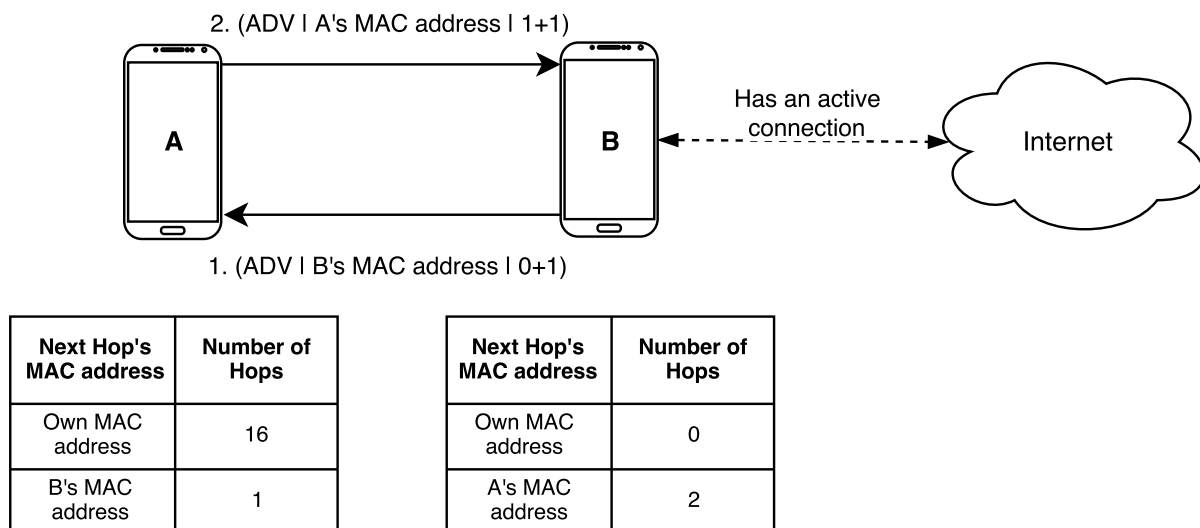 2. (ADV | A's MAC address | 1+1)
A
B
Has an active
connection
Internet
1. (ADV | B's MAC address | 0+1)
Next Hop's
MAC address
Number of
Hops
Own MAC
address
16
B's MAC
address
1
Next Hop's
MAC address
Number of
Hops
Own MAC
address
0
A's MAC
address
2